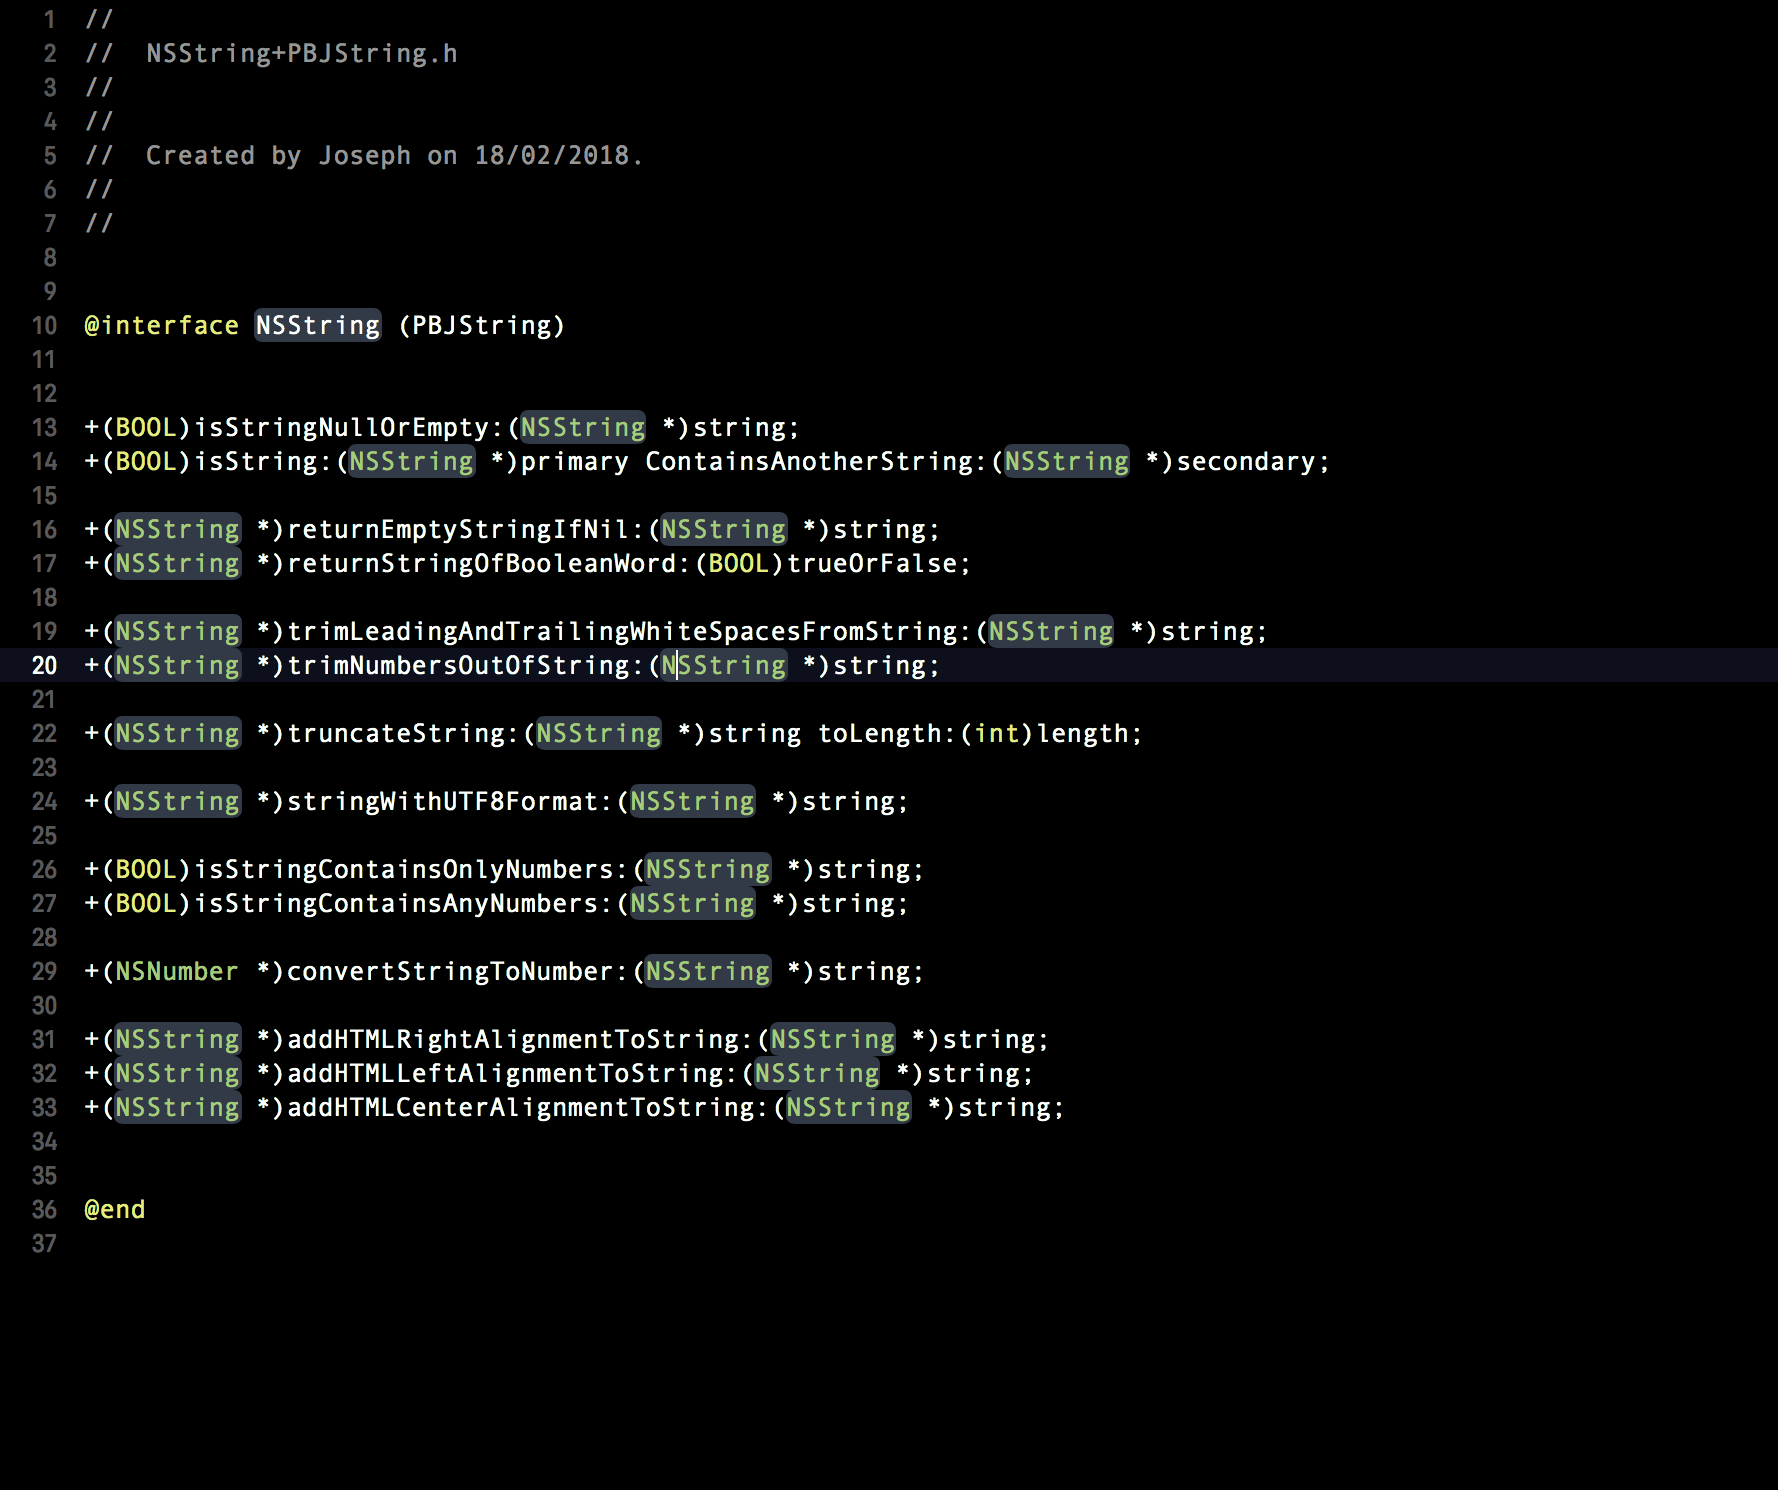 1 //
2 //  NSString+PBJString.h
3 //
4 //
5 //  Created by Joseph on 18/02/2018.
6 //
7 //
8
9
10 @interface NSString (PBJString)
11
12
13 +(BOOL)isStringNullOrEmpty:(NSString *)string;
14 +(BOOL)isString:(NSString *)primary ContainsAnotherString:(NSString *)secondary;
15
16 +(NSString *)returnEmptyStringIfNil:(NSString *)string;
17 +(NSString *)returnStringOfBooleanWord:(BOOL)trueOrFalse;
18
19 +(NSString *)trimLeadingAndTrailingWhiteSpacesFromString:(NSString *)string;
20 +(NSString *)trimNumbersOutOfString:(NSString *)string;
21
22 +(NSString *)truncateString:(NSString *)string toLength:(int)length;
23
24 +(NSString *)stringWithUTF8Format:(NSString *)string;
25
26 +(BOOL)isStringContainsOnlyNumbers:(NSString *)string;
27 +(BOOL)isStringContainsAnyNumbers:(NSString *)string;
28
29 +(NSNumber *)convertStringToNumber:(NSString *)string;
30
31 +(NSString *)addHTMLRightAlignmentToString:(NSString *)string;
32 +(NSString *)addHTMLLeftAlignmentToString:(NSString *)string;
33 +(NSString *)addHTMLCenterAlignmentToString:(NSString *)string;
34
35
36 @end
37